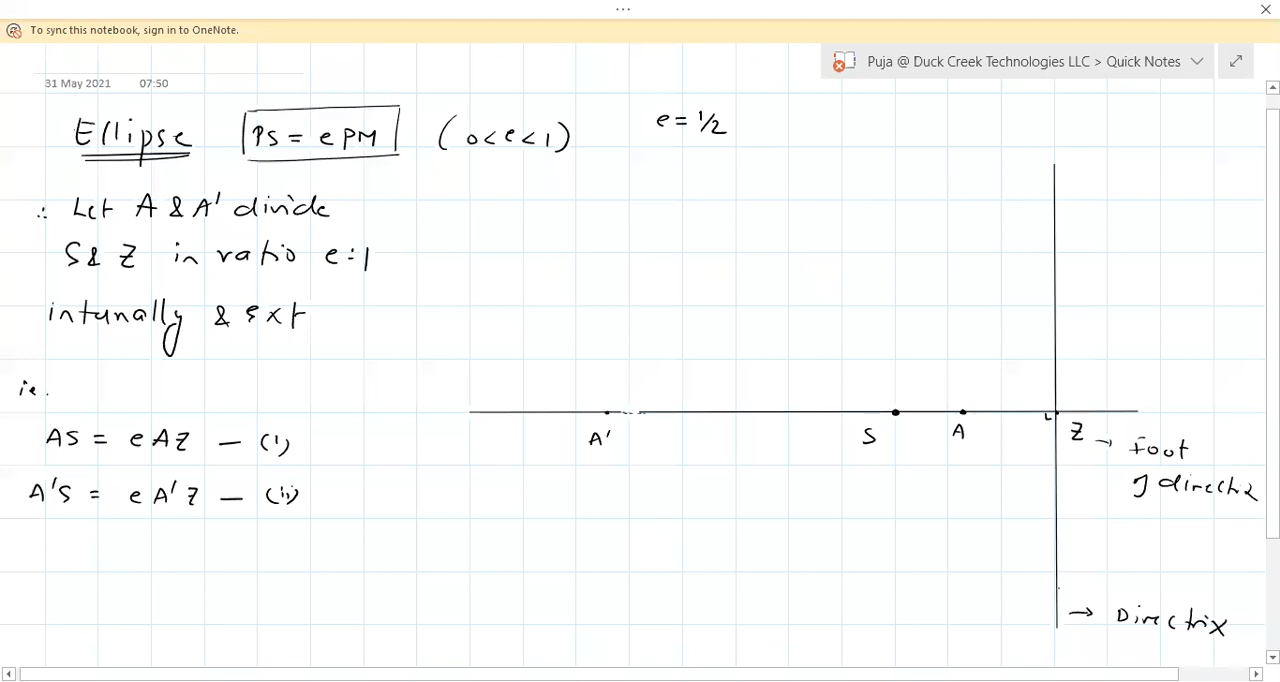 To sync this notebook, sign in to OneNote.
Puja @ Duck Creek Technologies LLC > Quick Notes
31 May 2021 07:50
Ellipse PS = e PM (0<e<1) e = 1/2
∴ Let A & A' divide
S & Z in ratio e:1
internally & ext
ie.
AS = e AZ — (i)
A'S = e A'Z — (ii)
A' S A Z → Foot
of directrix
→ Directrix